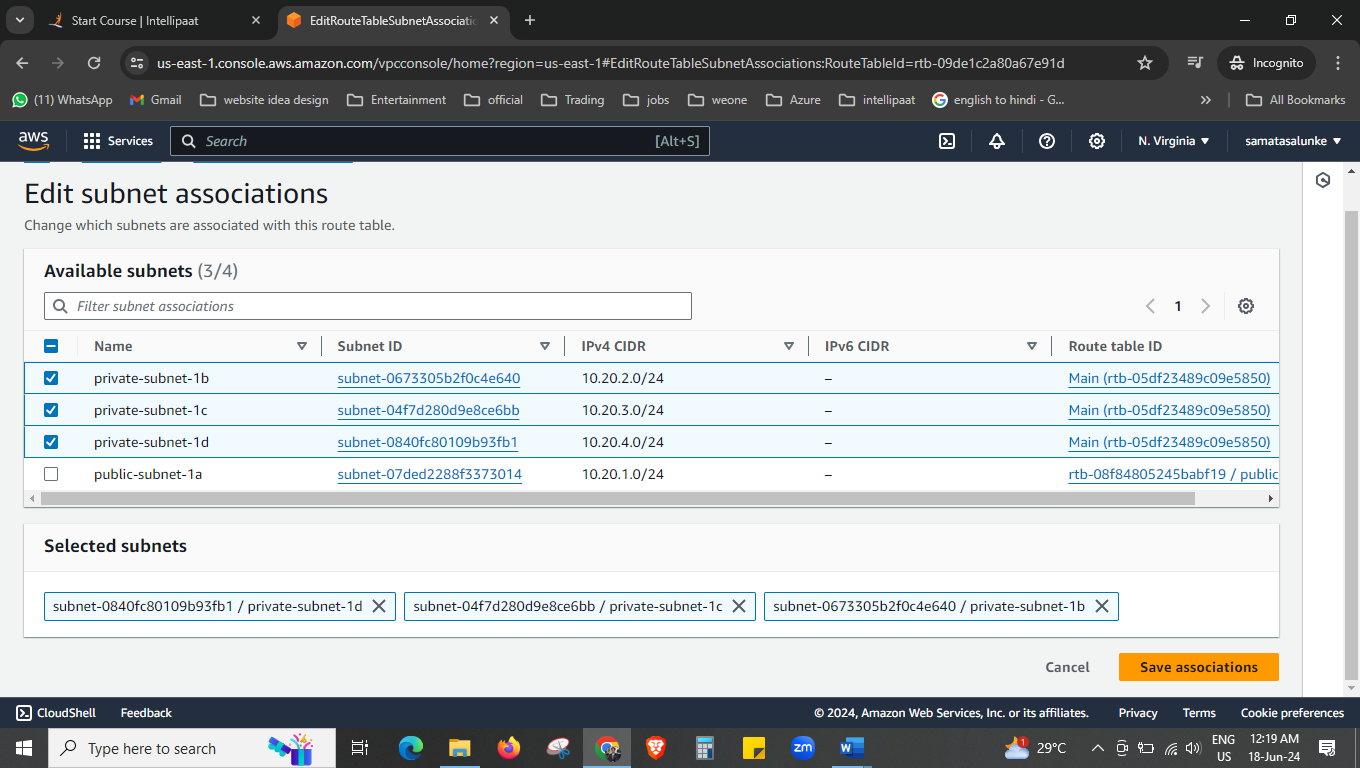 Start Course | Intellipaat
EditRouteTableSubnetAssociatio
us-east-1.console.aws.amazon.com/vpcconsole/home?region=us-east-1#EditRouteTableSubnetAssociations:RouteTableId=rtb-09de1c2a80a67e91d
Incognito
(11) WhatsApp Gmail website idea design Entertainment official Trading jobs weone Azure intellipaat english to hindi - G... » All Bookmarks
aws Services Search [Alt+S] N. Virginia samatasalunke
Edit subnet associations
Change which subnets are associated with this route table.
Available subnets (3/4)
Filter subnet associations
1
Name Subnet ID IPv4 CIDR IPv6 CIDR Route table ID
private-subnet-1b subnet-0673305b2f0c4e640 10.20.2.0/24 – Main (rtb-05df23489c09e5850)
private-subnet-1c subnet-04f7d280d9e8ce6bb 10.20.3.0/24 – Main (rtb-05df23489c09e5850)
private-subnet-1d subnet-0840fc80109b93fb1 10.20.4.0/24 – Main (rtb-05df23489c09e5850)
public-subnet-1a subnet-07ded2288f3373014 10.20.1.0/24 – rtb-08f84805245babf19 / public
Selected subnets
subnet-0840fc80109b93fb1 / private-subnet-1d subnet-04f7d280d9e8ce6bb / private-subnet-1c subnet-0673305b2f0c4e640 / private-subnet-1b
Cancel Save associations
CloudShell Feedback © 2024, Amazon Web Services, Inc. or its affiliates. Privacy Terms Cookie preferences
Type here to search zm W 1 29°C ENG 12:19 AM
US 18-Jun-24